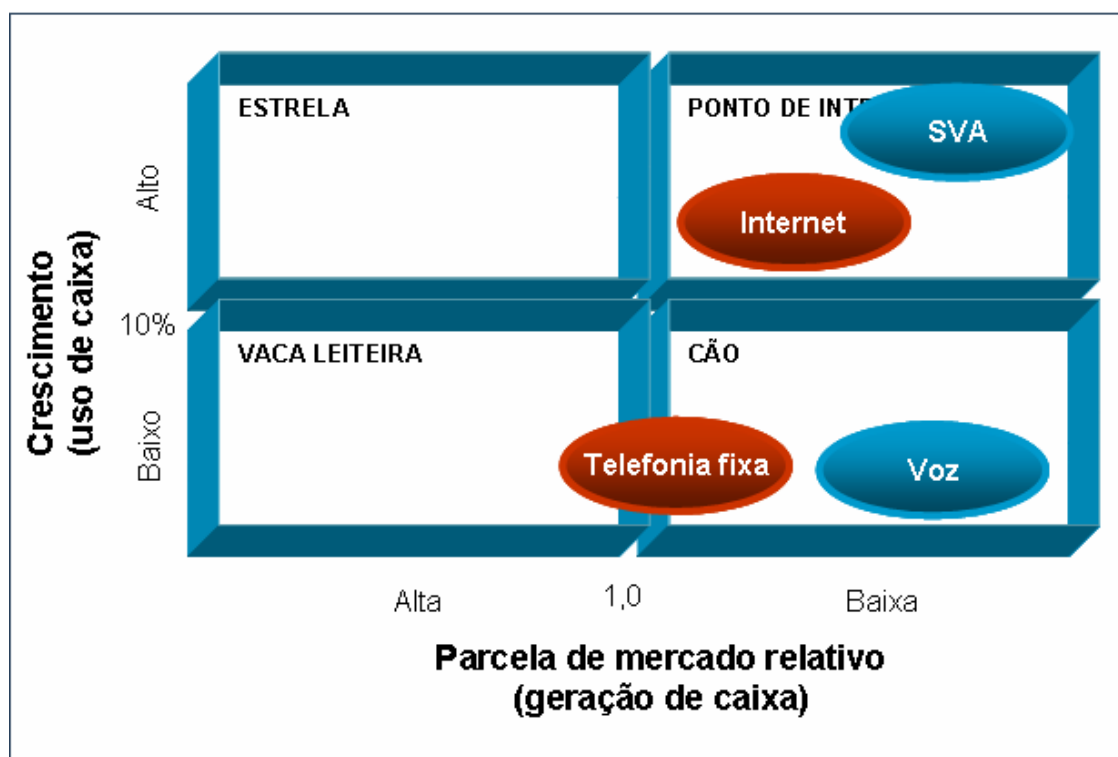 ESTRELA
PONTO DE INTE
SVA
Internet
Alto
Crescimento
(uso de caixa)
10%
VACA LEITEIRA
CÃO
Baixo
Telefonia fixa
Voz
Alta
1,0
Baixa
Parcela de mercado relativo
(geração de caixa)